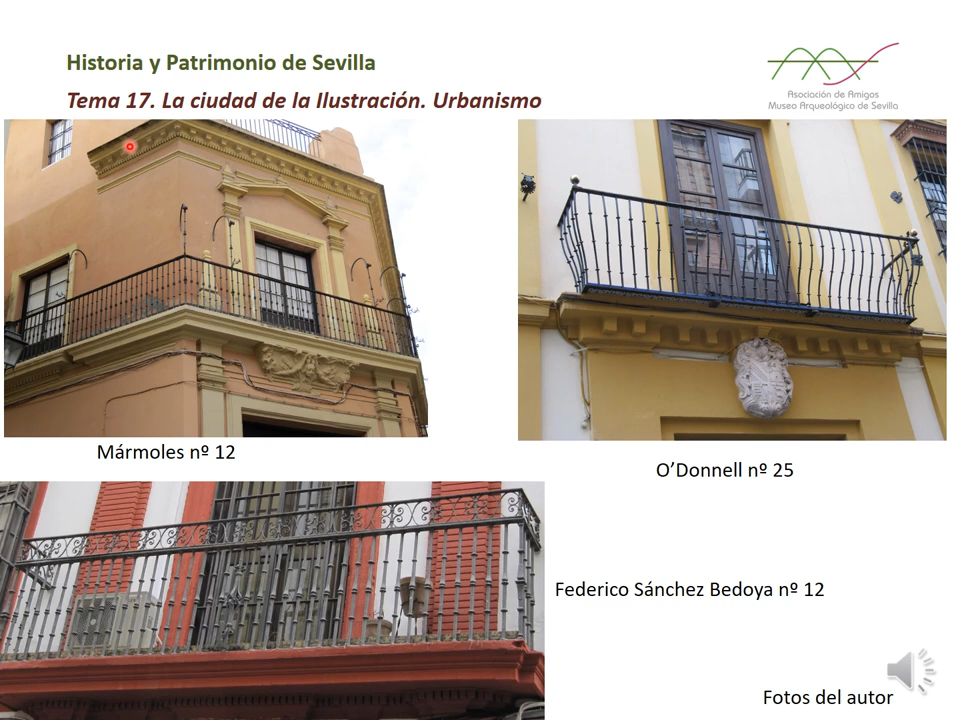 Historia y Patrimonio de Sevilla
Tema 17. La ciudad de la Ilustración. Urbanismo
Asociación de Amigos
Museo Arqueológico de Sevilla
Mármoles nº 12
O’Donnell nº 25
Federico Sánchez Bedoya nº 12
Fotos del autor